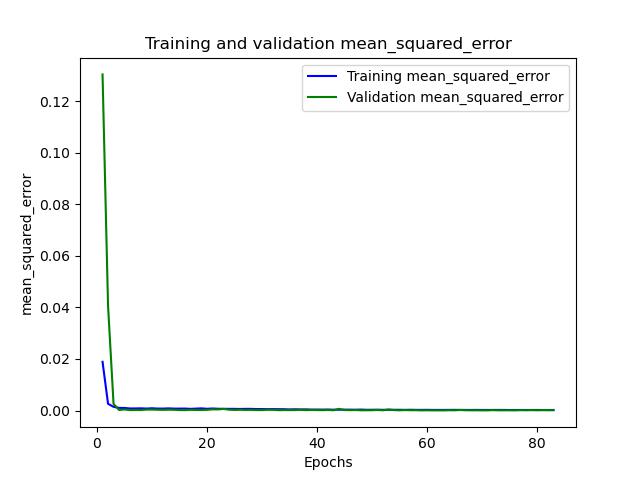 Training and validation mean_squared_error
Training mean_squared_error
Validation mean_squared_error
mean_squared_error
0.12
0.10
0.08
0.06
0.04
0.02
0.00
0 20 40 60 80
Epochs